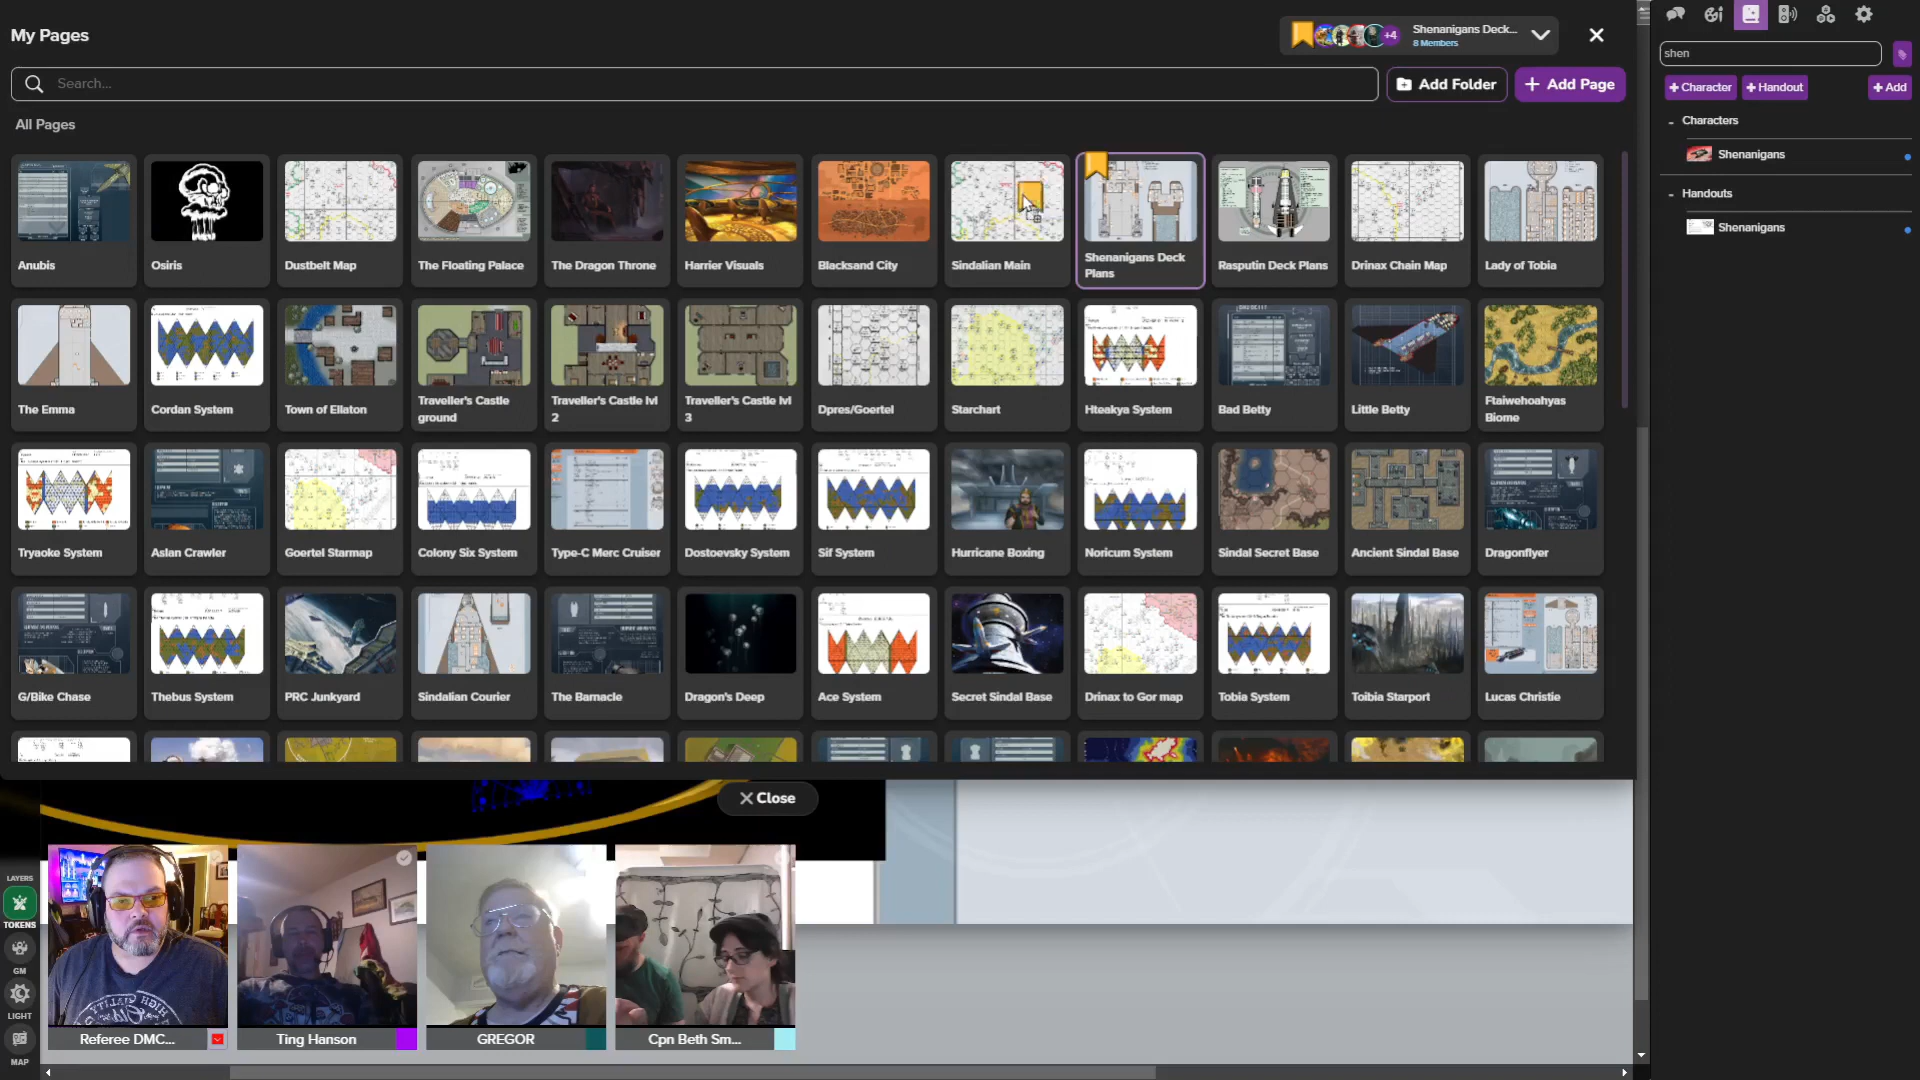 My Pages
+4
Shenanigans Deck...
8 Members
Search...
Add Folder
+ Add Page
All Pages
Anubis
Osiris
Dustbelt Map
The Floating Palace
The Dragon Throne
Harrier Visuals
Blacksand City
Sindalian Main
Shenanigans Deck
Plans
Rasputin Deck Plans
Drinax Chain Map
Lady of Tobia
The Emma
Cordan System
Town of Ellaton
Traveller's Castle
ground
Traveller's Castle lvl
2
Traveller's Castle lvl
3
Dpres/Goertel
Starchart
Hteakya System
Bad Betty
Little Betty
Ftaiwehoahyas
Biome
Tryaoke System
Aslan Crawler
Goertel Starmap
Colony Six System
Type-C Merc Cruiser
Dostoevsky System
Sif System
Hurricane Boxing
Noricum System
Sindal Secret Base
Ancient Sindal Base
Dragonflyer
G/Bike Chase
Thebus System
PRC Junkyard
Sindalian Courier
The Barnacle
Dragon's Deep
Ace System
Secret Sindal Base
Drinax to Gor map
Tobia System
Toibia Starport
Lucas Christie
Close
LAYERS
TOKENS
GM
LIGHT
MAP
Referee DMC...
Ting Hanson
GREGOR
Cpn Beth Sm...
shen
+ Character
+ Handout
+ Add
- Characters
Shenanigans
- Handouts
Shenanigans